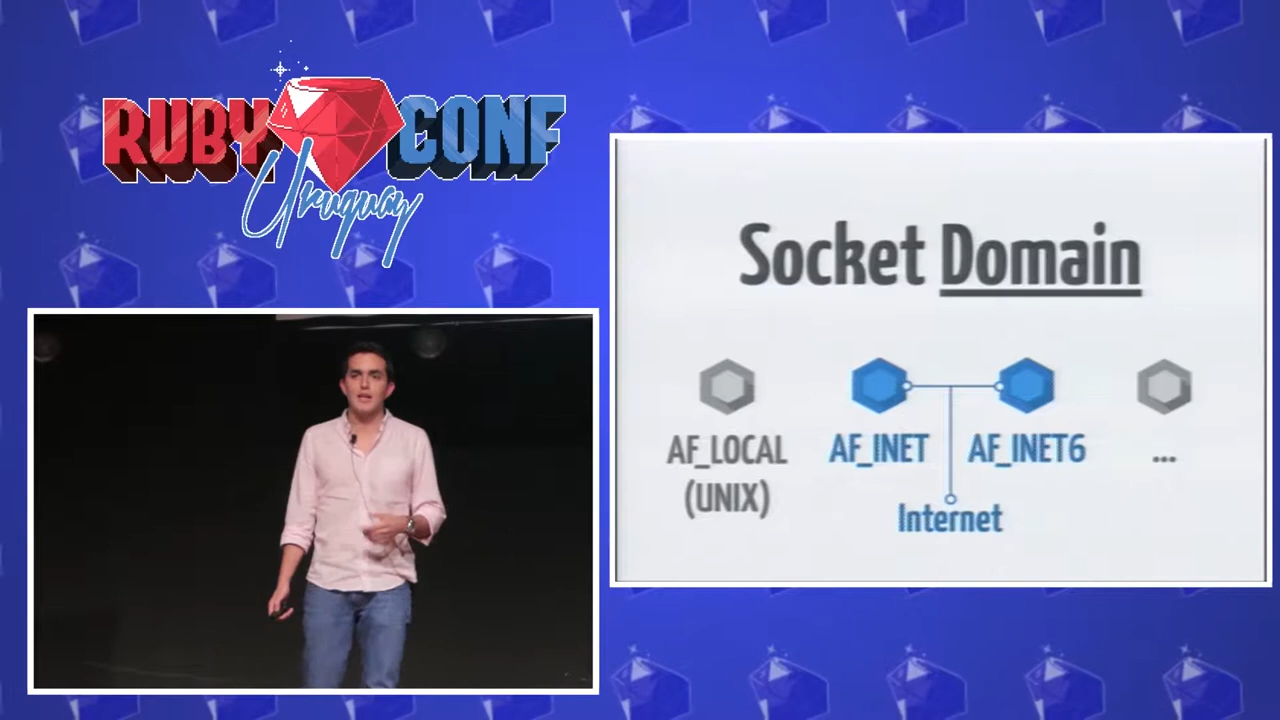 RUBY CONF
Uruguay
Socket Domain
AF_LOCAL
(UNIX)
AF_INET
AF_INET6
...
Internet